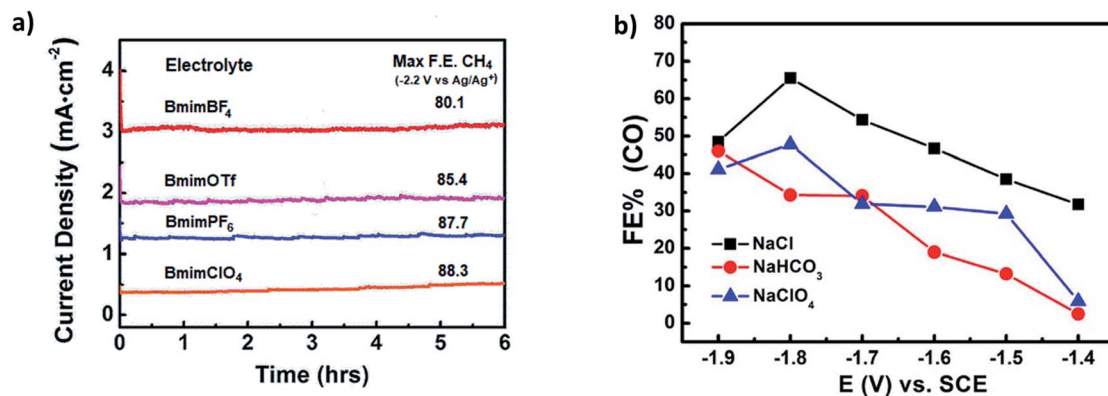 a)
Current Density (mA·cm⁻²)
4
3
2
1
0
Electrolyte
Max F.E. CH₄
(-2.2 V vs Ag/Ag⁺)
BmimBF₄
80.1
BmimOTf
85.4
BmimPF₆
87.7
BmimClO₄
88.3
0 1 2 3 4 5 6
Time (hrs)
b)
FE% (CO)
80
70
60
50
40
30
20
10
0
NaCl
NaHCO₃
NaClO₄
-1.9 -1.8 -1.7 -1.6 -1.5 -1.4
E (V) vs. SCE